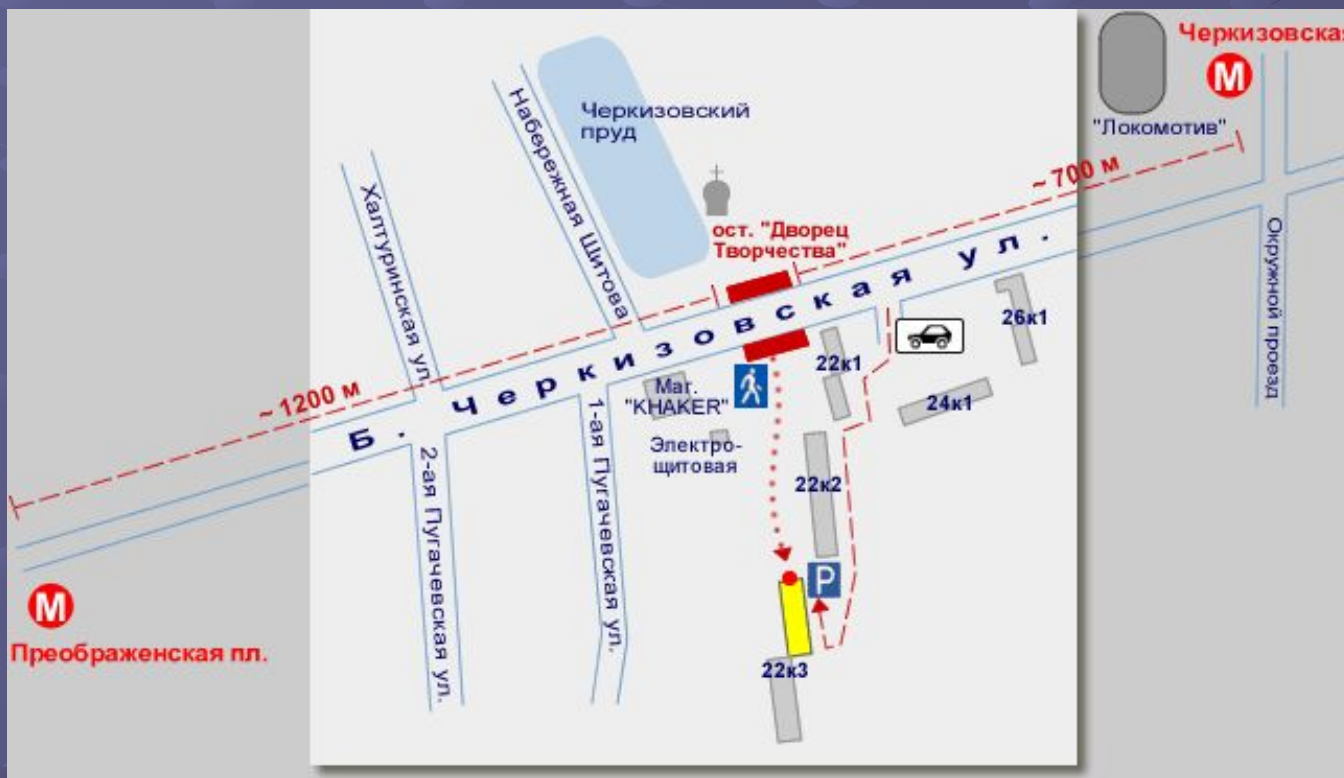 Черкизовская
М
"Локомотив"
~ 700 м
Черкизовский
пруд
Набережная Щитова
Халтуринская ул.
ост. "Дворец
Творчества"
Б. Черкизовская ул.
Окружной проезд
26к1
22к1
24к1
Маг.
"KHAKER"
Электро-
щитовая
~ 1200 м
1-ая Пугачевская ул.
2-ая Пугачевская ул.
22к2
P
М
Преображенская пл.
22к3